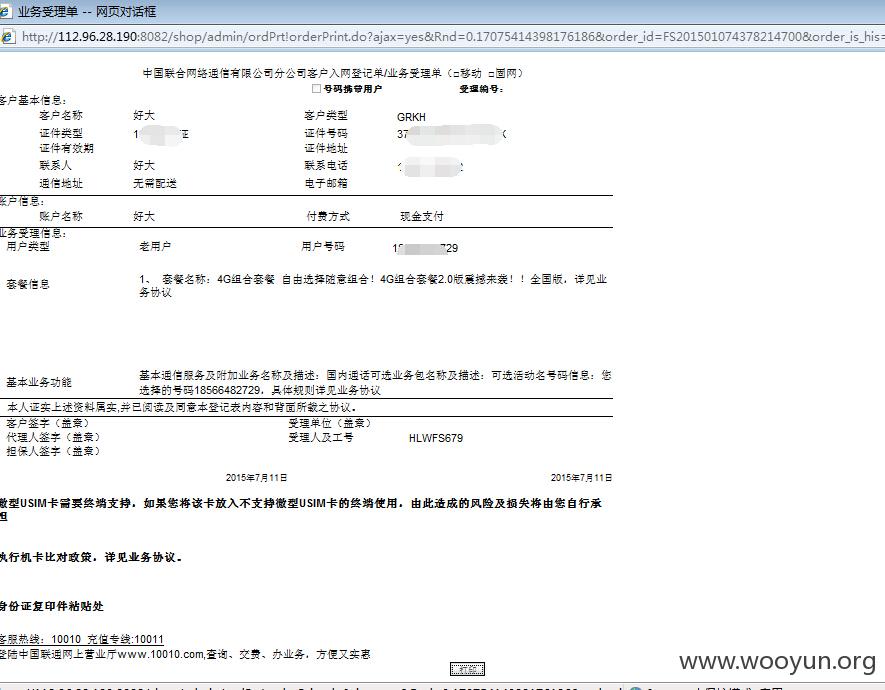 业务受理单 -- 网页对话框
http://112.96.28.190:8082/shop/admin/ordPrt!orderPrint.do?ajax=yes&Rnd=0.17075414398176186&order_id=FS201501074378214700&order_is_his=
中国联合网络通信有限公司分公司客户入网登记单/业务受理单（□移动 □固网）
□号码携带用户 受理编号：
客户基本信息：
客户名称 好大 客户类型 GRKH
证件类型 1 证 证件号码 37 X
证件有效期 证件地址
联系人 好大 联系电话
通信地址 无需配送 电子邮箱
账户信息：
账户名称 好大 付费方式 现金支付
业务受理信息：
用户类型 老用户 用户号码 18 729
套餐信息 1、 套餐名称：4G组合套餐 自由选择随意组合！4G组合套餐2.0版震撼来袭！！全国版，详见业
务协议
基本业务功能 基本通信服务及附加业务名称及描述：国内通话可选业务包名称及描述：可选活动名号码信息：您
选择的号码18566482729，具体规则详见业务协议
本人证实上述资料属实,并已阅读及同意本登记表内容和背面所载之协议。
客户签字（盖章） 受理单位（盖章）
代理人签字（盖章） 受理人及工号 HLWFS679
担保人签字（盖章）
2015年7月11日 2015年7月11日
微型USIM卡需要终端支持，如果您将该卡放入不支持微型USIM卡的终端使用，由此造成的风险及损失将由您自行承
担
执行机卡比对政策，详见业务协议。
身份证复印件粘贴处
客服热线：10010 充值专线:10011
登陆中国联通网上营业厅www.10010.com,查询、交费、办业务，方便又实惠
打印
www.wooyun.org